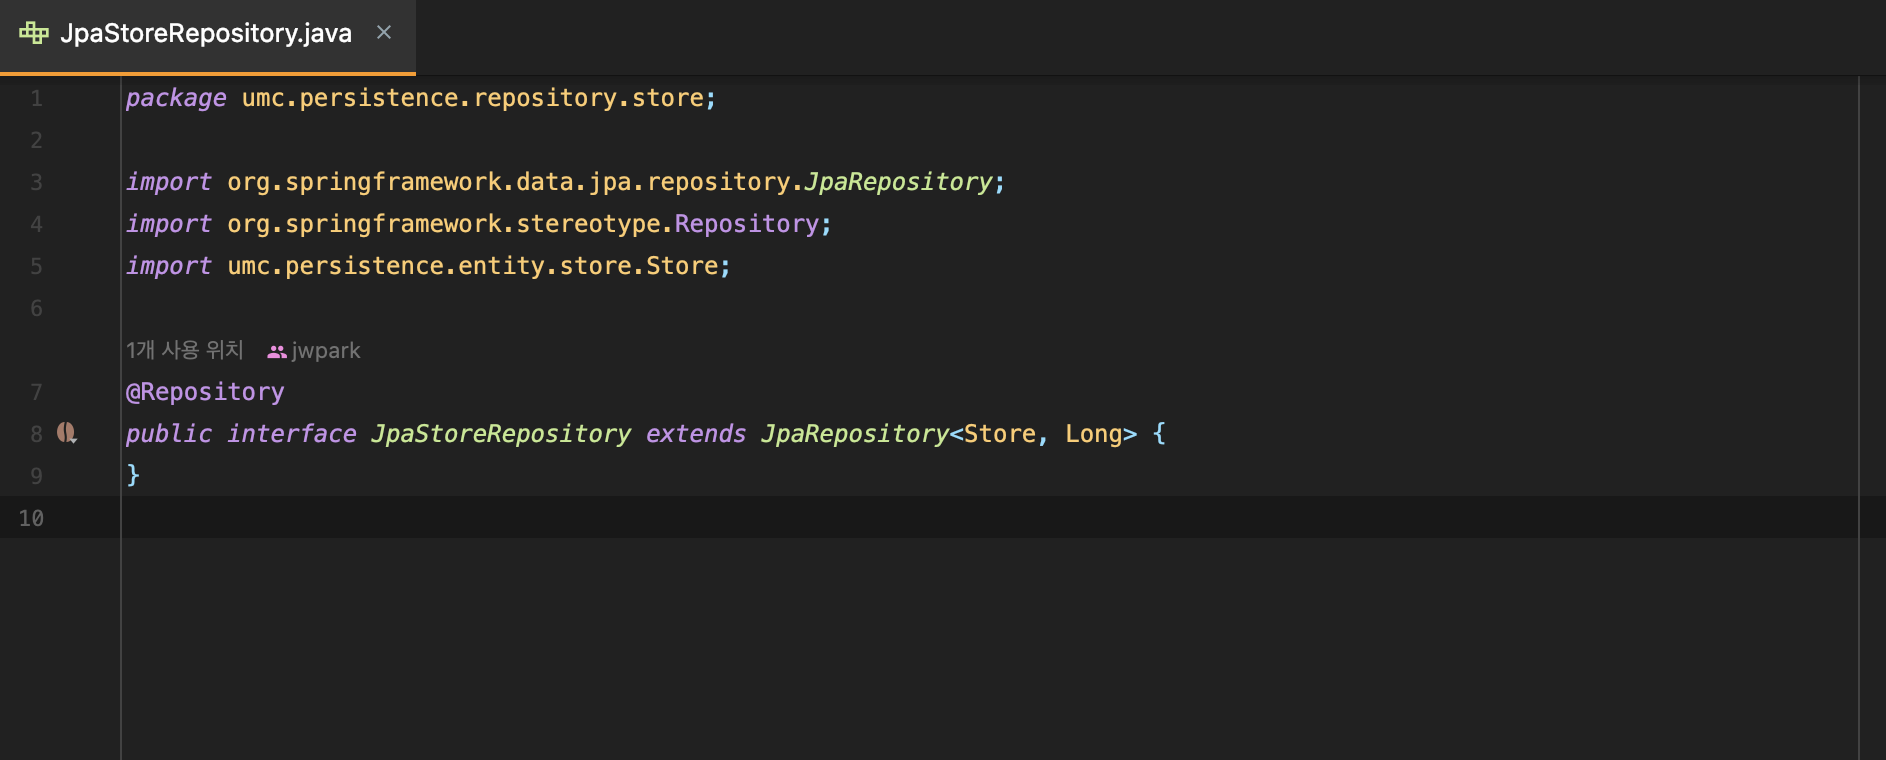 JpaStoreRepository.java
1 package umc.persistence.repository.store;
2
3 import org.springframework.data.jpa.repository.JpaRepository;
4 import org.springframework.stereotype.Repository;
5 import umc.persistence.entity.store.Store;
6
1개 사용 위치 jwpark
7 @Repository
8 public interface JpaStoreRepository extends JpaRepository<Store, Long> {
9 }
10